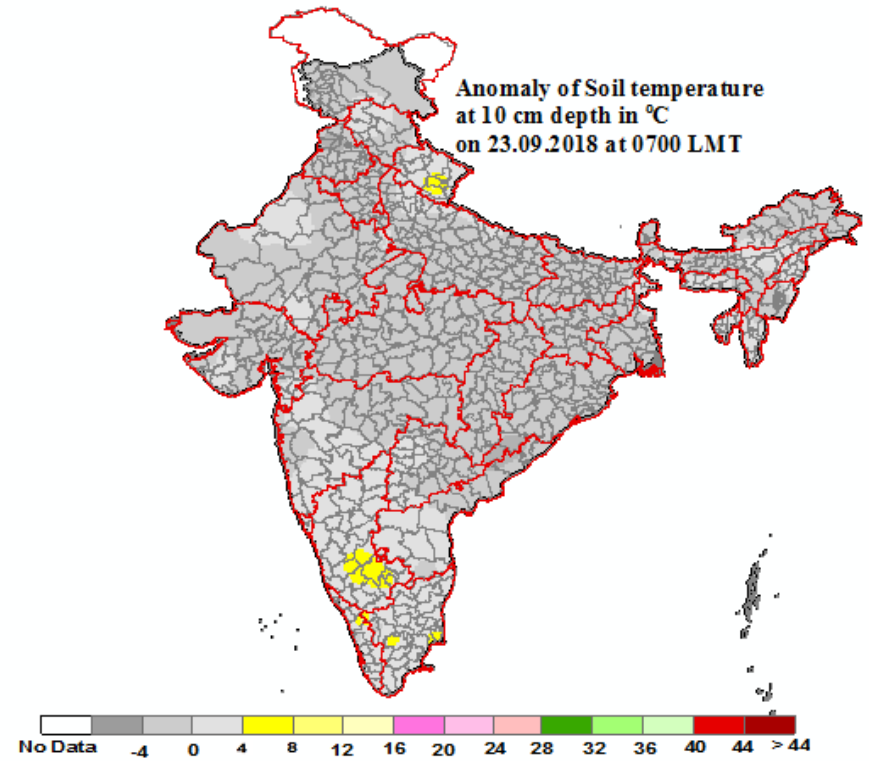 Anomaly of Soil temperature
at 10 cm depth in ⁰C
on 23.09.2018 at 0700 LMT
No Data -4 0 4 8 12 16 20 24 28 32 36 40 44 > 44